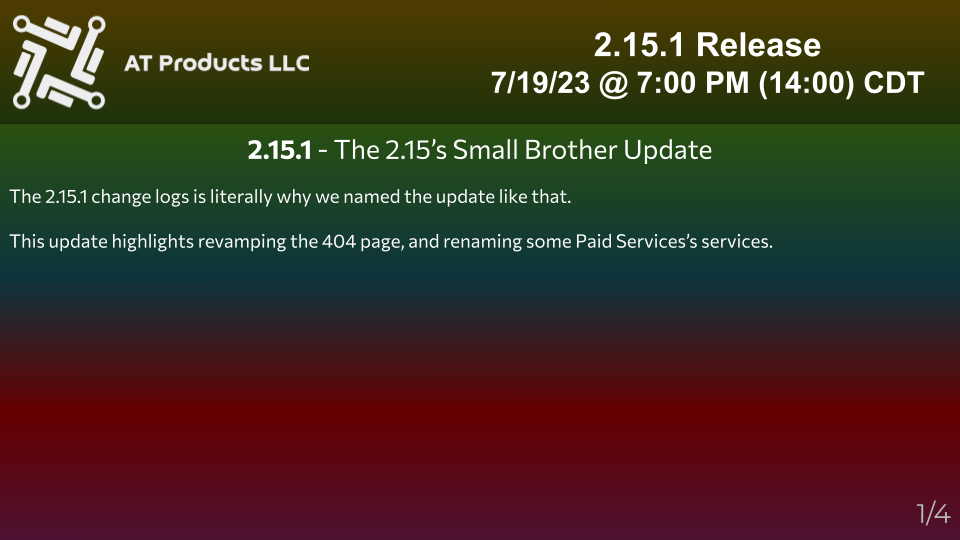 AT Products LLC
2.15.1 Release
7/19/23 @ 7:00 PM (14:00) CDT
2.15.1 - The 2.15’s Small Brother Update
The 2.15.1 change logs is literally why we named the update like that.
This update highlights revamping the 404 page, and renaming some Paid Services’s services.
1/4